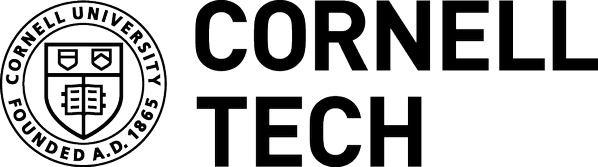 CORNELL UNIVERSITY
FOUNDED A.D. 1865
CORNELL
TECH